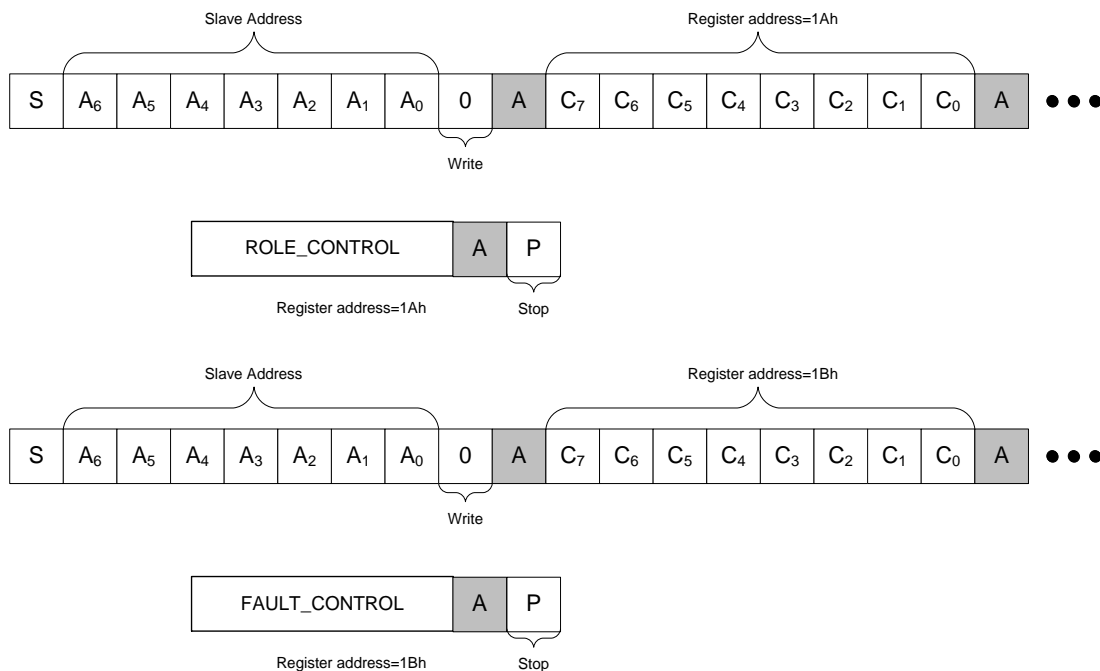 Slave Address Register address=1Ah
S A₆ A₅ A₄ A₃ A₂ A₁ A₀ 0 A C₇ C₆ C₅ C₄ C₃ C₂ C₁ C₀ A •••
Write
ROLE_CONTROL A P
Register address=1Ah Stop
Slave Address Register address=1Bh
S A₆ A₅ A₄ A₃ A₂ A₁ A₀ 0 A C₇ C₆ C₅ C₄ C₃ C₂ C₁ C₀ A •••
Write
FAULT_CONTROL A P
Register address=1Bh Stop